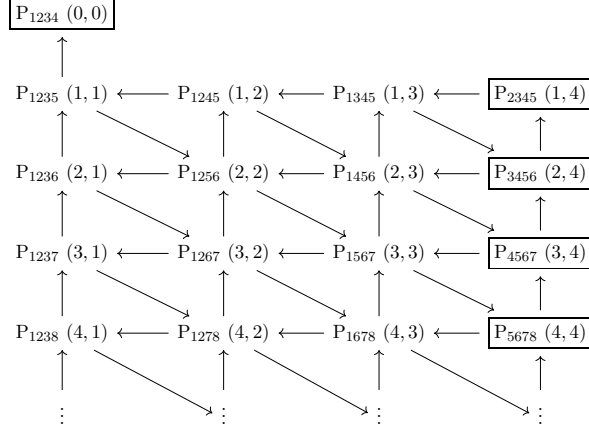 P₁₂₃₄ (0, 0)
P₁₂₃₅ (1, 1) P₁₂₄₅ (1, 2) P₁₃₄₅ (1, 3) P₂₃₄₅ (1, 4)
P₁₂₃₆ (2, 1) P₁₂₅₆ (2, 2) P₁₄₅₆ (2, 3) P₃₄₅₆ (2, 4)
P₁₂₃₇ (3, 1) P₁₂₆₇ (3, 2) P₁₅₆₇ (3, 3) P₄₅₆₇ (3, 4)
P₁₂₃₈ (4, 1) P₁₂₇₈ (4, 2) P₁₆₇₈ (4, 3) P₅₆₇₈ (4, 4)
⋮ ⋮ ⋮ ⋮